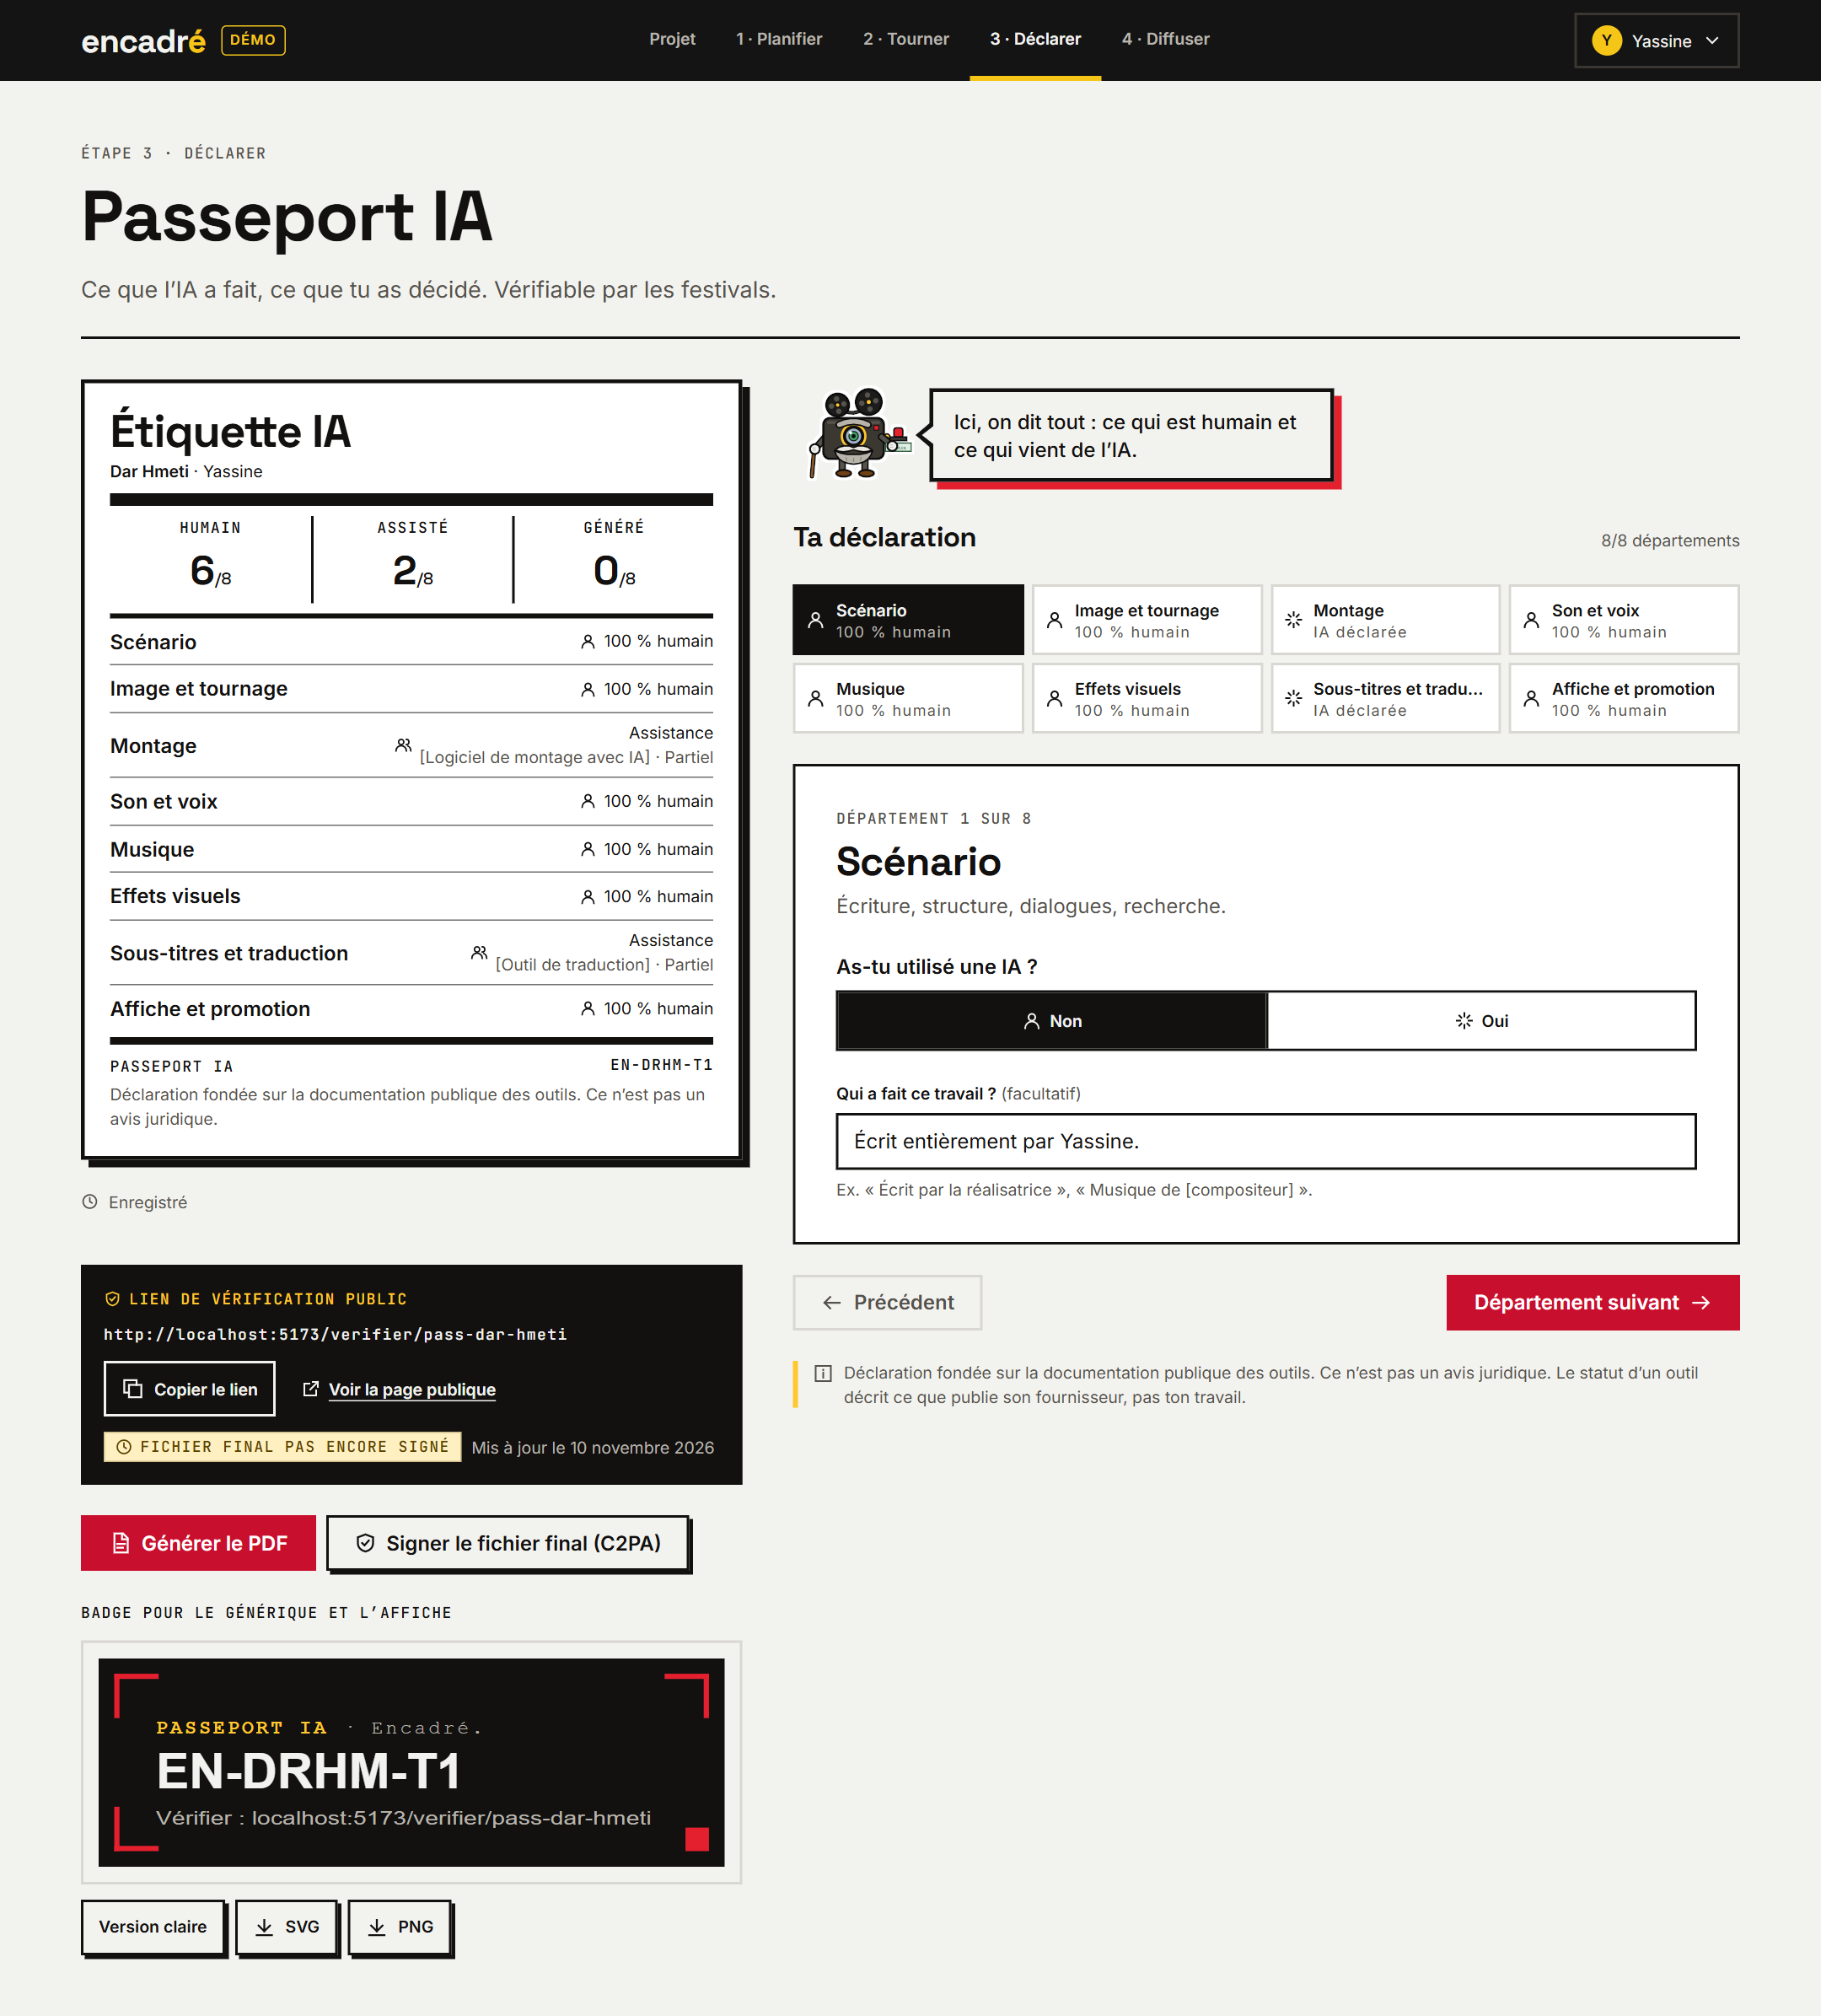 encadré DÉMO
Projet
1 · Planifier
2 · Tourner
3 · Déclarer
4 · Diffuser
Y Yassine
ÉTAPE 3 · DÉCLARER
Passeport IA
Ce que l’IA a fait, ce que tu as décidé. Vérifiable par les festivals.
Étiquette IA
Dar Hmeti · Yassine
HUMAIN
6/8
ASSISTÉ
2/8
GÉNÉRÉ
0/8
Scénario 100 % humain
Image et tournage 100 % humain
Montage Assistance
[Logiciel de montage avec IA] · Partiel
Son et voix 100 % humain
Musique 100 % humain
Effets visuels 100 % humain
Sous-titres et traduction Assistance
[Outil de traduction] · Partiel
Affiche et promotion 100 % humain
PASSEPORT IA EN-DRHM-T1
Déclaration fondée sur la documentation publique des outils. Ce n’est pas un
avis juridique.
Enregistré
LIEN DE VÉRIFICATION PUBLIC
http://localhost:5173/verifier/pass-dar-hmeti
Copier le lien
Voir la page publique
FICHIER FINAL PAS ENCORE SIGNÉ Mis à jour le 10 novembre 2026
Générer le PDF
Signer le fichier final (C2PA)
BADGE POUR LE GÉNÉRIQUE ET L’AFFICHE
PASSEPORT IA · Encadré.
EN-DRHM-T1
Vérifier : localhost:5173/verifier/pass-dar-hmeti
Version claire
SVG
PNG
Ici, on dit tout : ce qui est humain et
ce qui vient de l’IA.
Ta déclaration 8/8 départements
Scénario
100 % humain
Image et tournage
100 % humain
Montage
IA déclarée
Son et voix
100 % humain
Musique
100 % humain
Effets visuels
100 % humain
Sous-titres et tradu…
IA déclarée
Affiche et promotion
100 % humain
DÉPARTEMENT 1 SUR 8
Scénario
Écriture, structure, dialogues, recherche.
As-tu utilisé une IA ?
Non
Oui
Qui a fait ce travail ? (facultatif)
Écrit entièrement par Yassine.
Ex. « Écrit par la réalisatrice », « Musique de [compositeur] ».
Précédent
Département suivant
Déclaration fondée sur la documentation publique des outils. Ce n’est pas un avis juridique. Le statut d’un outil
décrit ce que publie son fournisseur, pas ton travail.